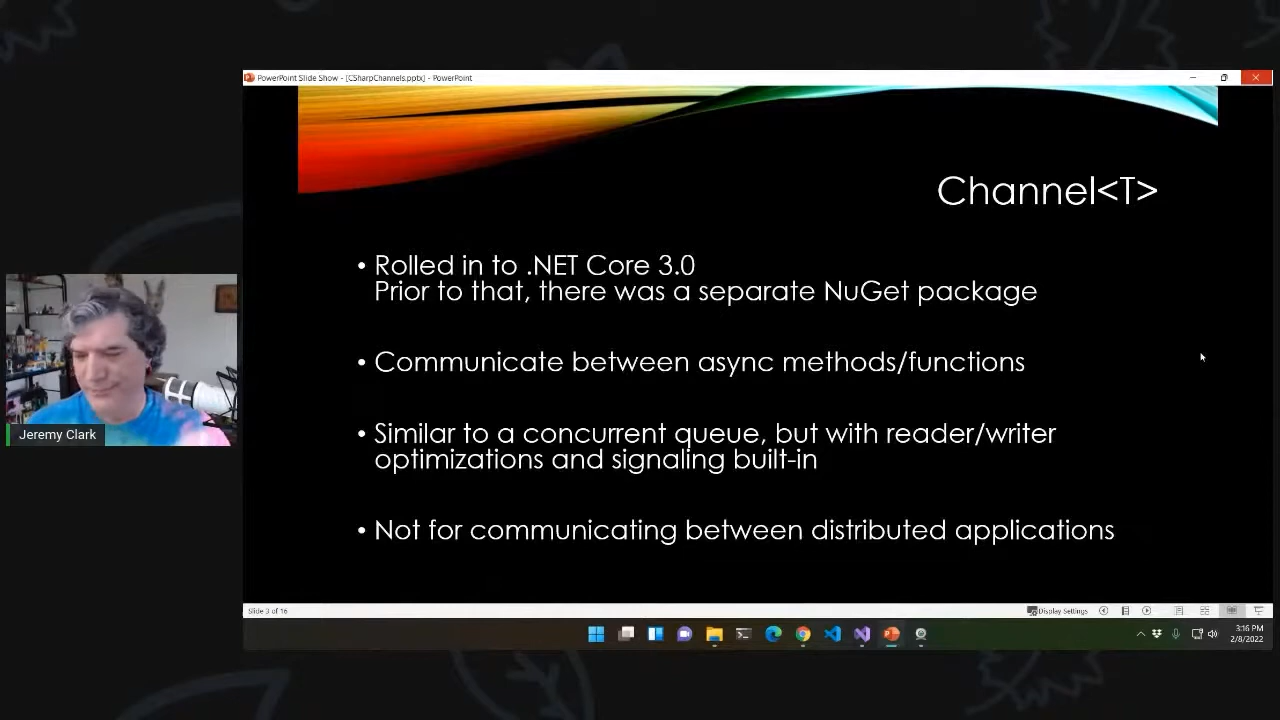 PowerPoint Slide Show - [CSharpChannels.pptx] - PowerPoint
Channel<T>
• Rolled in to .NET Core 3.0
Prior to that, there was a separate NuGet package
• Communicate between async methods/functions
• Similar to a concurrent queue, but with reader/writer
optimizations and signaling built-in
• Not for communicating between distributed applications
Jeremy Clark
Slide 3 of 16
Display Settings
3:16 PM
2/8/2022